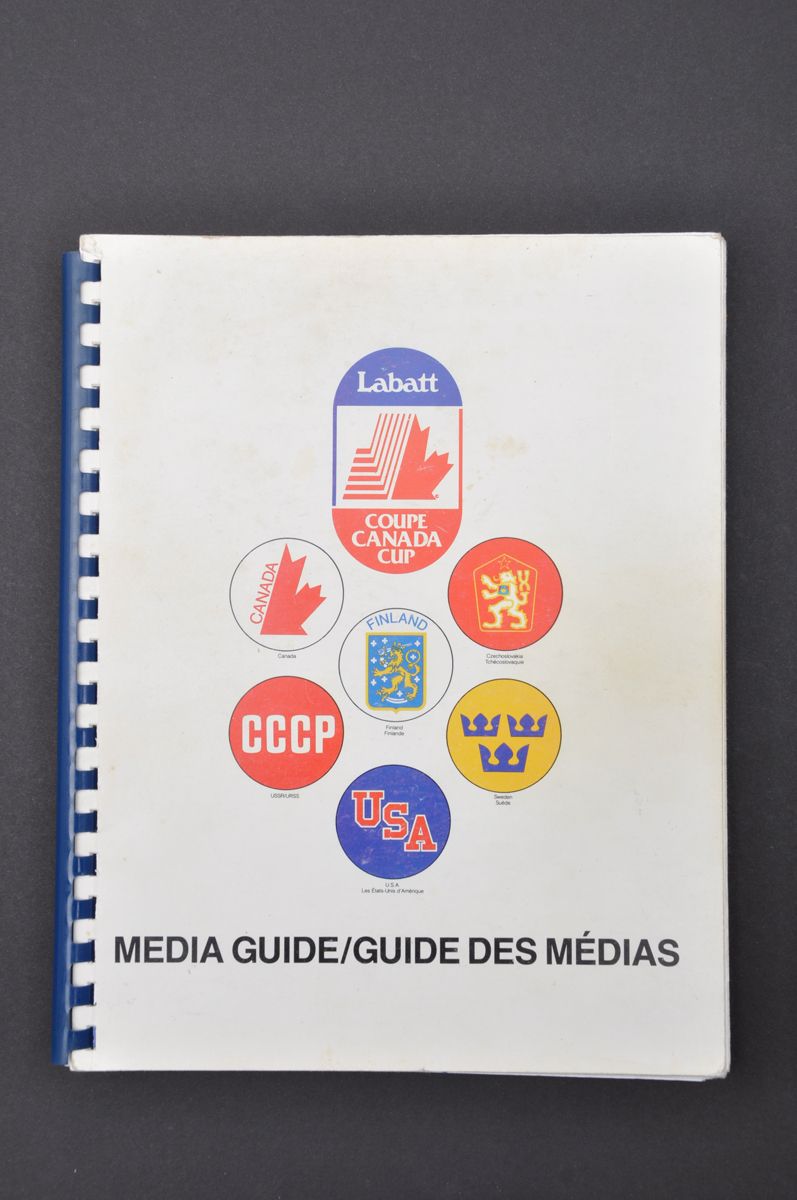 Labatt
COUPE
CANADA
CUP
CANADA
Canada
Czechoslovakia
Tchécoslovaquie
FINLAND
Finland
Finlande
CCCP
USSR/URSS
Sweden
Suède
USA
U.S.A.
Les États-Unis d'Amérique
MEDIA GUIDE/GUIDE DES MÉDIAS